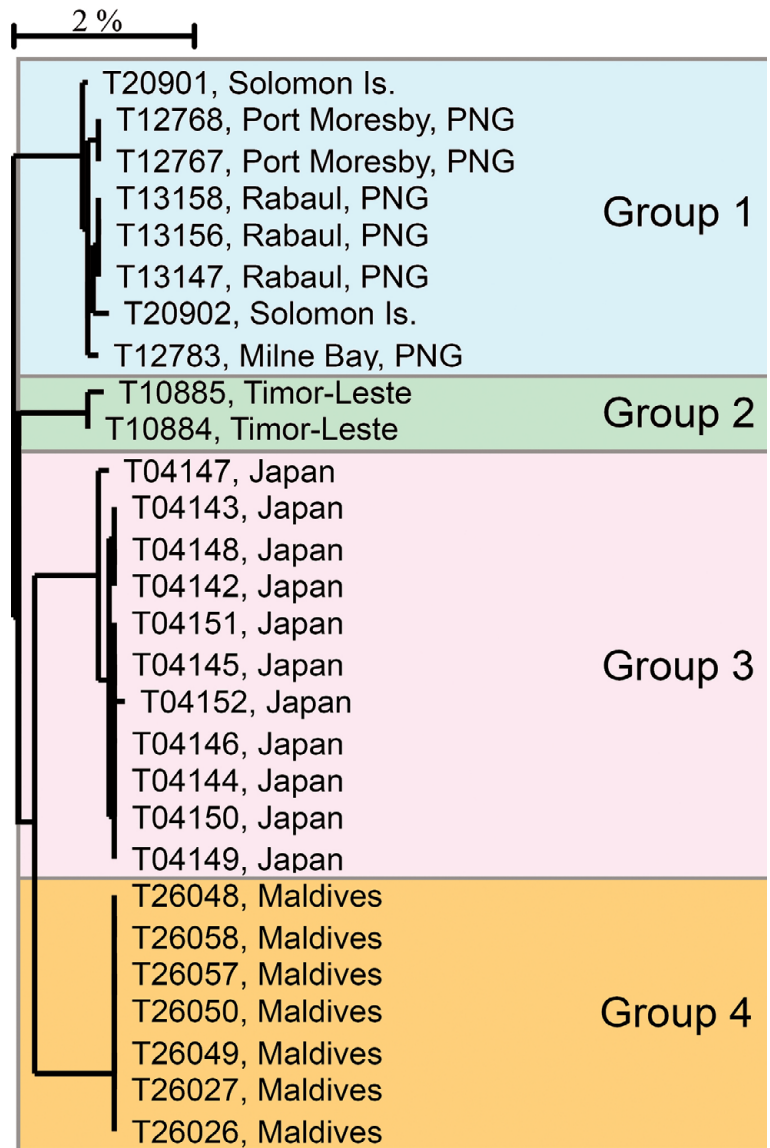 2 %
T20901, Solomon Is.
T12768, Port Moresby, PNG
T12767, Port Moresby, PNG
T13158, Rabaul, PNG
Group 1
T13156, Rabaul, PNG
T13147, Rabaul, PNG
T20902, Solomon Is.
T12783, Milne Bay, PNG
T10885, Timor-Leste
Group 2
T10884, Timor-Leste
T04147, Japan
T04143, Japan
T04148, Japan
T04142, Japan
T04151, Japan
T04145, Japan
Group 3
T04152, Japan
T04146, Japan
T04144, Japan
T04150, Japan
T04149, Japan
T26048, Maldives
T26058, Maldives
T26057, Maldives
T26050, Maldives
Group 4
T26049, Maldives
T26027, Maldives
T26026, Maldives